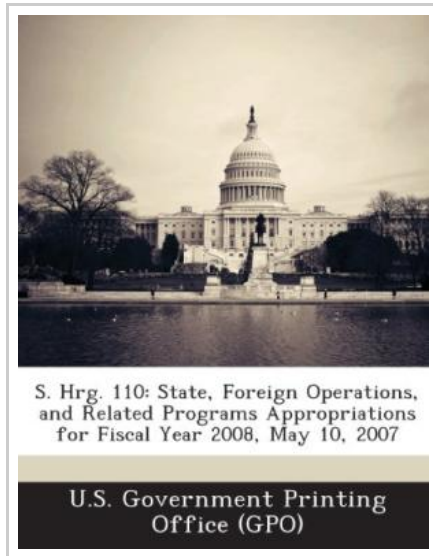 S. Hrg. 110: State, Foreign Operations,
and Related Programs Appropriations
for Fiscal Year 2008, May 10, 2007
U.S. Government Printing
Office (GPO)